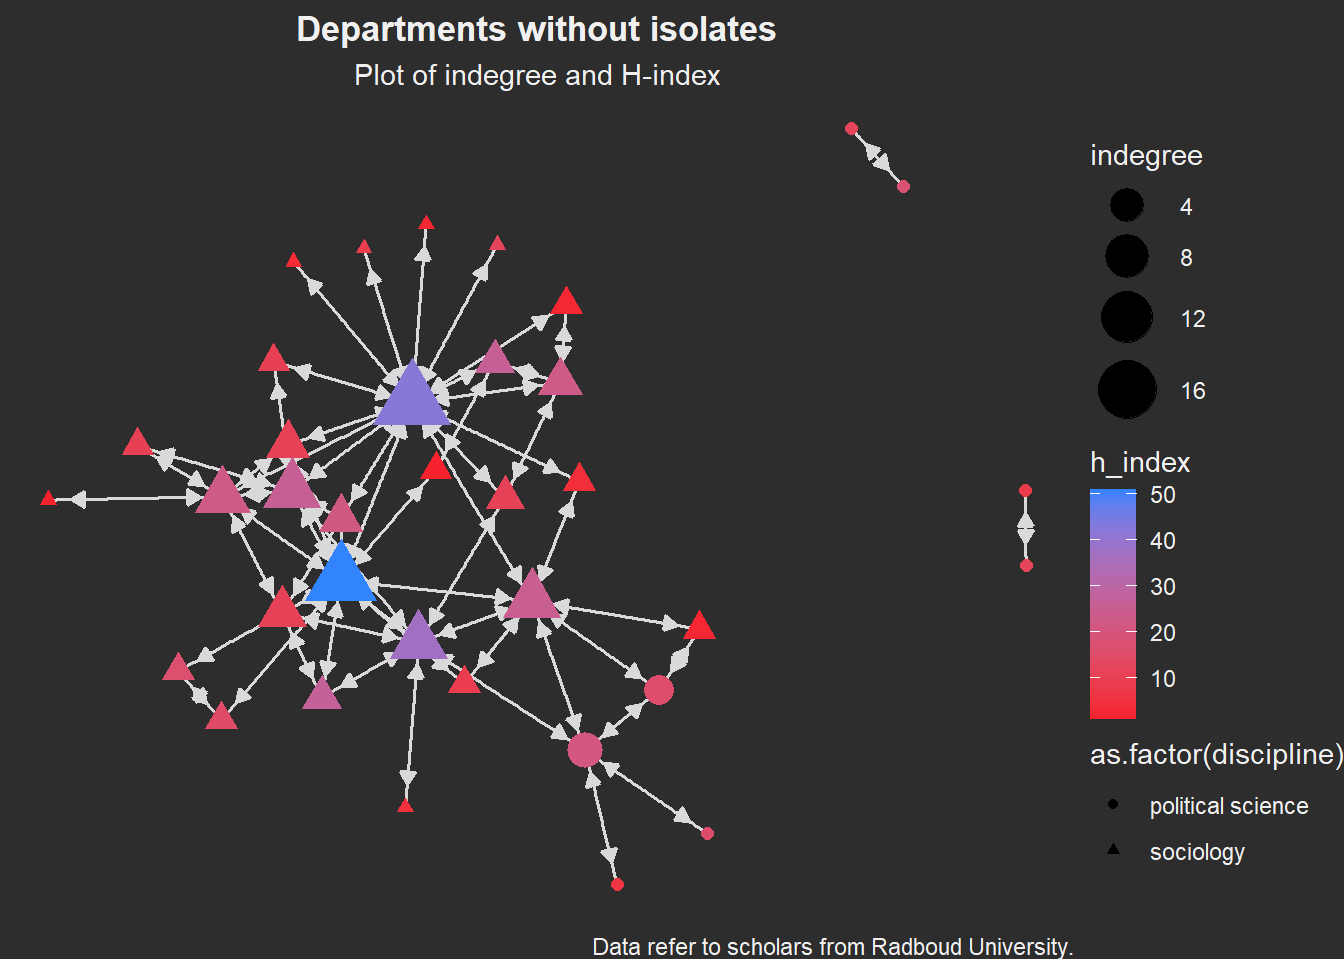 Departments without isolates
Plot of indegree and H-index
indegree
4
8
12
16
h_index
50
40
30
20
10
as.factor(discipline)
political science
sociology
Data refer to scholars from Radboud University.